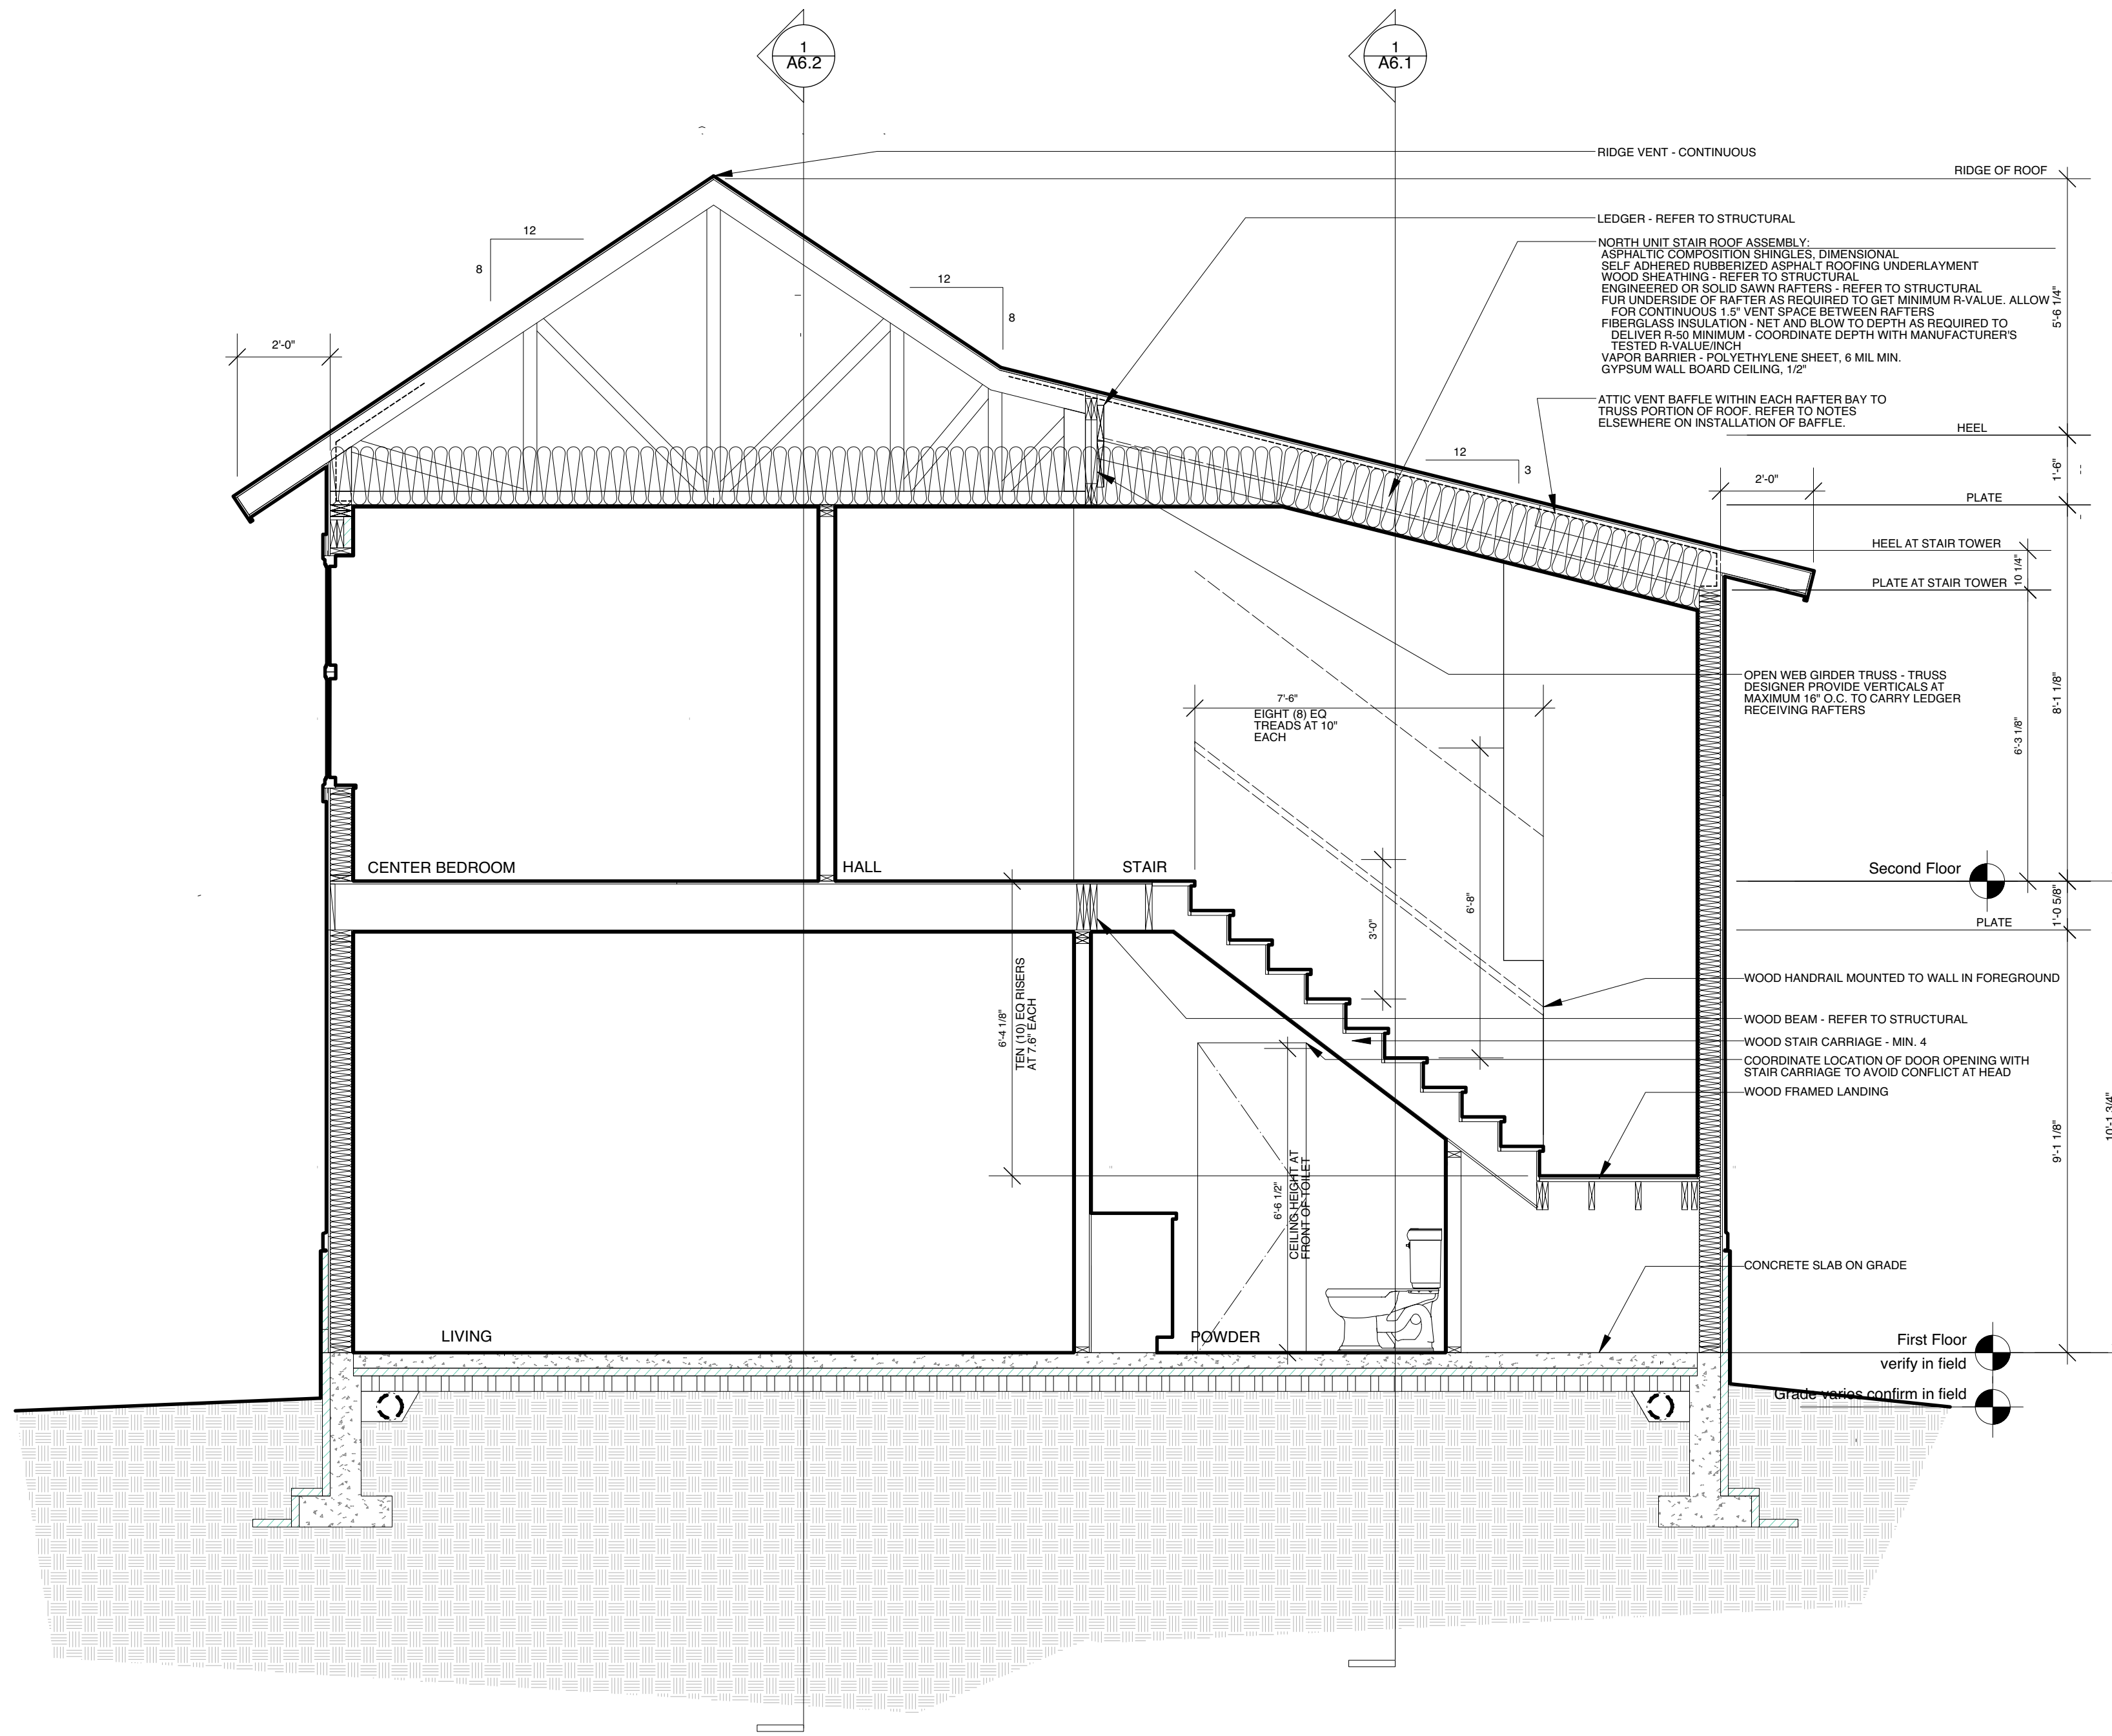 1
A6.2
1
A6.1
RIDGE VENT - CONTINUOUS
RIDGE OF ROOF
LEDGER - REFER TO STRUCTURAL
12
8
12
8
NORTH UNIT STAIR ROOF ASSEMBLY:
ASPHALTIC COMPOSITION SHINGLES, DIMENSIONAL
SELF ADHERED RUBBERIZED ASPHALT ROOFING UNDERLAYMENT
WOOD SHEATHING - REFER TO STRUCTURAL
ENGINEERED OR SOLID SAWN RAFTERS - REFER TO STRUCTURAL
FUR UNDERSIDE OF RAFTER AS REQUIRED TO GET MINIMUM R-VALUE. ALLOW
FOR CONTINUOUS 1.5" VENT SPACE BETWEEN RAFTERS
FIBERGLASS INSULATION - NET AND BLOW TO DEPTH AS REQUIRED TO
DELIVER R-50 MINIMUM - COORDINATE DEPTH WITH MANUFACTURER'S
TESTED R-VALUE/INCH
VAPOR BARRIER - POLYETHYLENE SHEET, 6 MIL MIN.
GYPSUM WALL BOARD CEILING, 1/2"
5'-6 1/4"
2'-0"
ATTIC VENT BAFFLE WITHIN EACH RAFTER BAY TO
TRUSS PORTION OF ROOF. REFER TO NOTES
ELSEWHERE ON INSTALLATION OF BAFFLE.
HEEL
12
3
1'-6"
2'-0"
PLATE
HEEL AT STAIR TOWER
10 1/4"
PLATE AT STAIR TOWER
OPEN WEB GIRDER TRUSS - TRUSS
DESIGNER PROVIDE VERTICALS AT
MAXIMUM 16" O.C. TO CARRY LEDGER
RECEIVING RAFTERS
8'-1 1/8"
6'-3 1/8"
7'-6"
EIGHT (8) EQ
TREADS AT 10"
EACH
CENTER BEDROOM
HALL
STAIR
Second Floor
6'-8"
3'-0"
1'-0 5/8"
PLATE
WOOD HANDRAIL MOUNTED TO WALL IN FOREGROUND
6'-4 1/8"
TEN (10) EQ RISERS
AT 7.6" EACH
WOOD BEAM - REFER TO STRUCTURAL
WOOD STAIR CARRIAGE - MIN. 4
COORDINATE LOCATION OF DOOR OPENING WITH
STAIR CARRIAGE TO AVOID CONFLICT AT HEAD
WOOD FRAMED LANDING
9'-1 1/8"
10'-1 3/4"
6'-6 1/2"
CEILING HEIGHT AT
FRONT OF TOILET
CONCRETE SLAB ON GRADE
LIVING
POWDER
First Floor
verify in field
Grade varies confirm in field